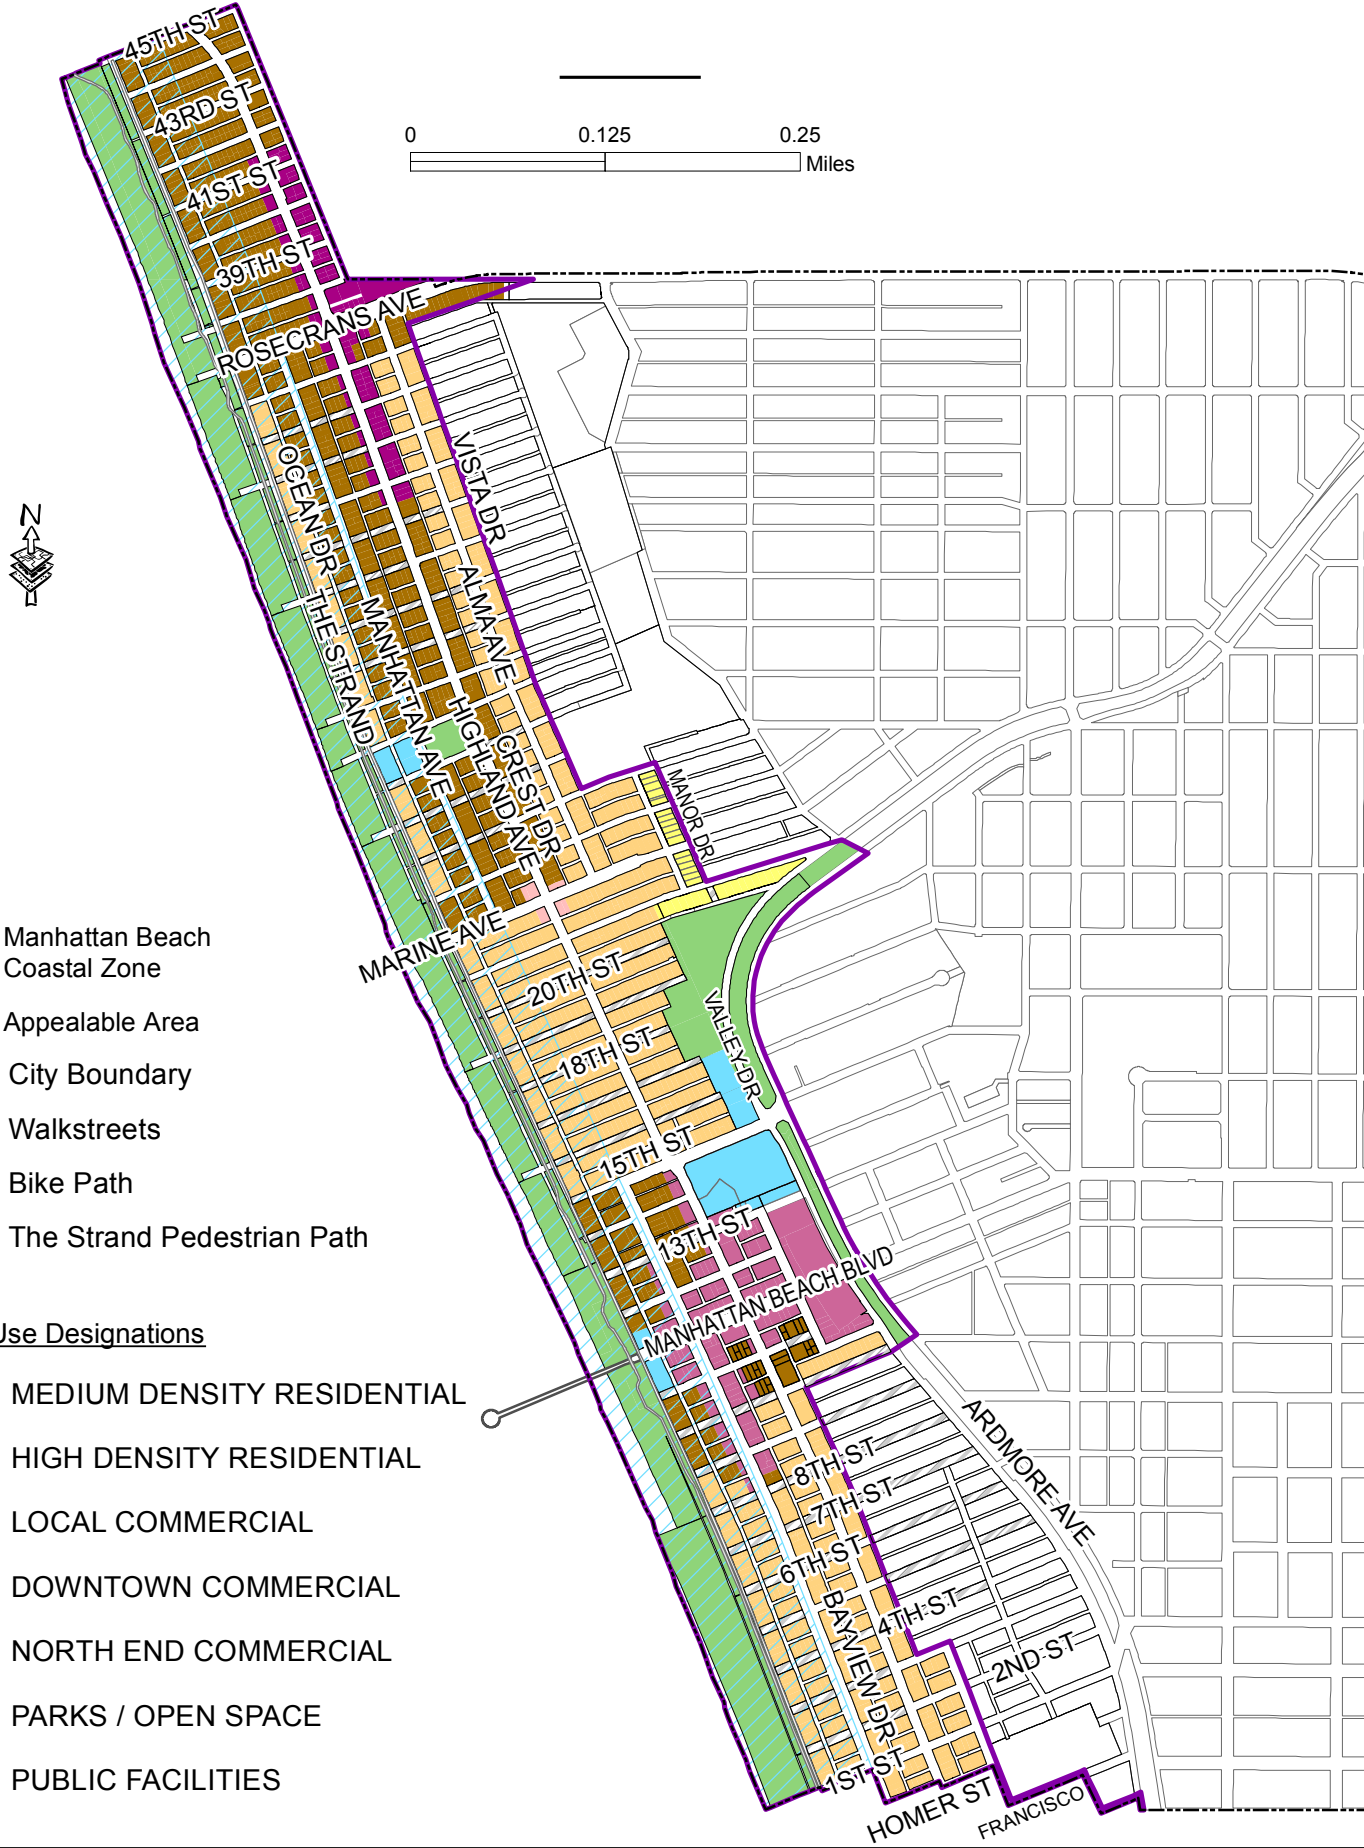 45TH ST
43RD ST
0 0.125 0.25
Miles
41ST ST
39TH ST
ROSECRANS AVE
VISTA DR
OCEAN DR
N
ALMA AVE
THE STRAND
MANHATTAN AVE
HIGHLAND AVE
CREST DR
MANOR DR
MARINE AVE
Manhattan Beach
Coastal Zone
20TH ST
VALLEY DR
Appealable Area
18TH ST
City Boundary
Walkstreets
15TH ST
Bike Path
13TH ST
The Strand Pedestrian Path
MANHATTAN BEACH BLVD
Use Designations
MEDIUM DENSITY RESIDENTIAL
ARDMORE AVE
HIGH DENSITY RESIDENTIAL
8TH ST
7TH ST
LOCAL COMMERCIAL
6TH ST
DOWNTOWN COMMERCIAL
BAYVIEW DR
4TH ST
NORTH END COMMERCIAL
2ND ST
PARKS / OPEN SPACE
PUBLIC FACILITIES
1ST ST
HOMER ST
FRANCISCO